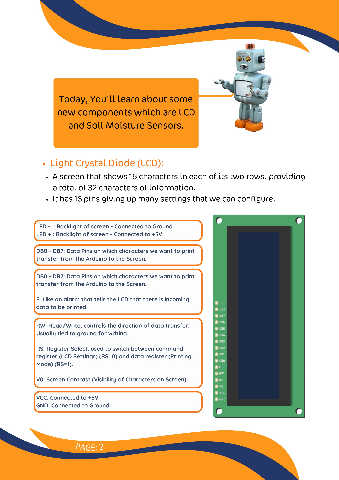 Today, You'll learn about some
new components which are LCD
and Soil Moisture Sensors.
• Light Crystal Diode (LCD):
• A screen that shows 16 characters in each of its two rows, providing
a total of 32 characters of information.
• It has 16 pins giving up many settings that we can configure.
LED - : Backlight of screen - Connected to Ground
LED + : Backlight of screen - Connected to +5V
DB0 - DB7: Data Pins on which characters we want to print
transfer from the Arduino to the Screen.
DB0 - DB7: Data Pins on which characters we want to print
transfer from the Arduino to the Screen.
E: Like an alarm that tells the LCD that there is incoming
data to be printed.
RW: Read/Write, controls the direction of data transfer.
Usually tied to ground for writing.
RS: Register Select, used to switch between command
register (LCD Settings) (RS=0) and data register (Printing
Mode) (RS=1).
V0: Screen Contrast (Visibility of Characters on Screen).
VCC: Connected to +5V
GND: Connected to Ground
PAGE: 2